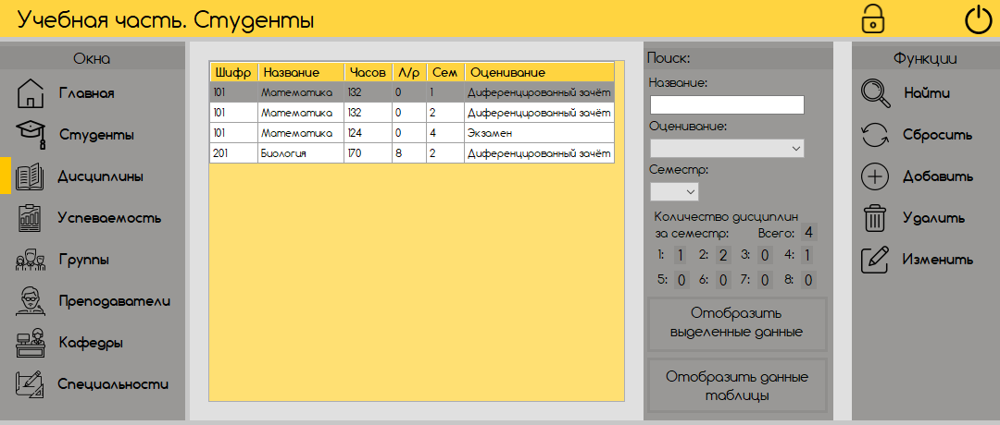 Учебная часть. Студенты
Окна
Главная
Студенты
Дисциплины
Успеваемость
Группы
Преподаватели
Кафедры
Специальности
Шифр Название Часов Л/р Сем Оценивание
101 Математика 132 0 1 Диференцированный зачёт
101 Математика 132 0 2 Диференцированный зачёт
101 Математика 124 0 4 Экзамен
201 Биология 170 8 2 Диференцированный зачёт
Поиск:
Название:
Оценивание:
Семестр:
Количество дисциплин
за семестр: Всего: 4
1: 1 2: 2 3: 0 4: 1
5: 0 6: 0 7: 0 8: 0
Отобразить
выделенные данные
Отобразить данные
таблицы
Функции
Найти
Сбросить
Добавить
Удалить
Изменить